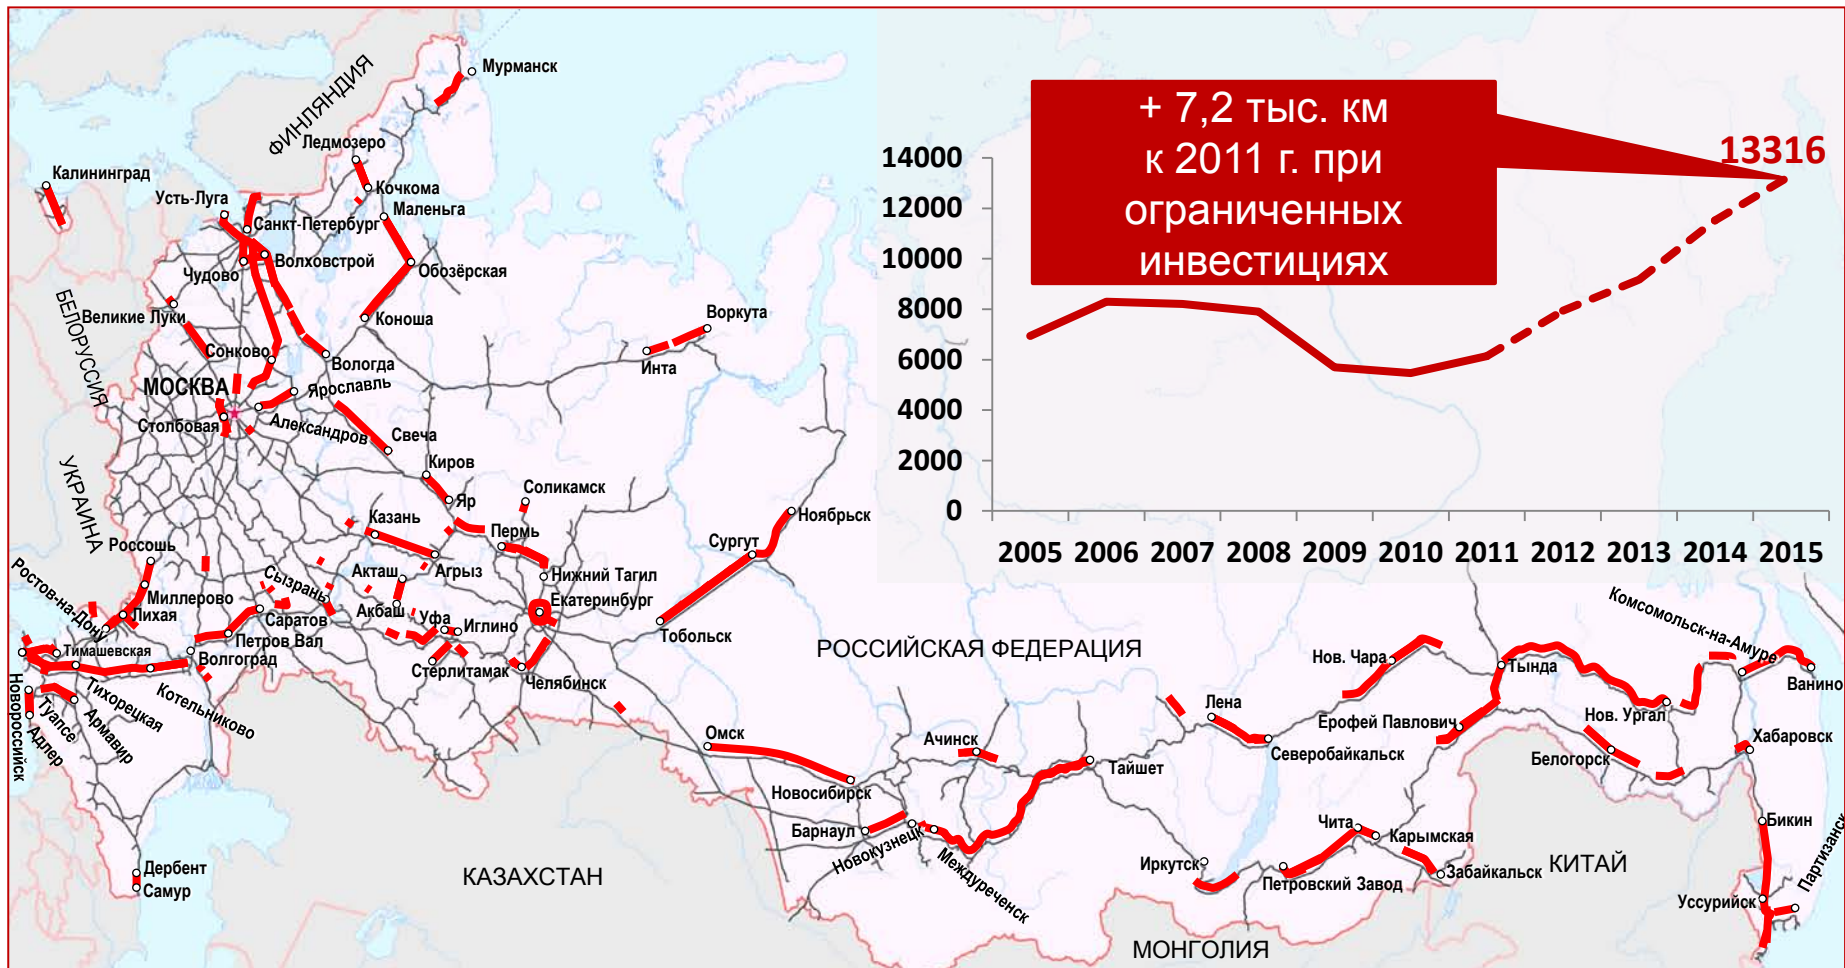 + 7,2 тыс. км
к 2011 г. при
ограниченных
инвестициях
13316
14000
12000
10000
8000
6000
4000
2000
0
2005 2006 2007 2008 2009 2010 2011 2012 2013 2014 2015
Мурманск
ФИНЛЯНДИЯ
Ледмозеро
Калининград
Кочкома
Усть-Луга
Маленьга
Санкт-Петербург
Волховстрой
Чудово
Обозёрская
БЕЛОРУССИЯ
Великие Луки
Коноша
Воркута
Сонково
Вологда
Инта
МОСКВА
Ярославль
Столбовая
Александров
Свеча
УКРАИНА
Киров
Яр
Соликамск
Казань
Пермь
Ноябрьск
Россошь
Сургут
Ростов-на-Дону
Миллерово
Сызрань
Акташ
Агрыз
Нижний Тагил
Лихая
Саратов
Акбаш
Уфа
Иглино
Екатеринбург
Тобольск
Петров Вал
Тимашевская
Волгоград
Стерлитамак
Челябинск
РОССИЙСКАЯ ФЕДЕРАЦИЯ
Нов. Чара
Тында
Комсомольск-на-Амуре
Ванино
Новороссийск
Туапсе
Адлер
Тихорецкая
Армавир
Котельниково
Лена
Ерофей Павлович
Нов. Ургал
Омск
Ачинск
Северобайкальск
Белогорск
Хабаровск
Тайшет
Новосибирск
Барнаул
Новокузнецк
Междуреченск
Чита
Карымская
Бикин
Партизанск
Иркутск
Петровский Завод
Забайкальск
КИТАЙ
Дербент
Самур
КАЗАХСТАН
Уссурийск
МОНГОЛИЯ